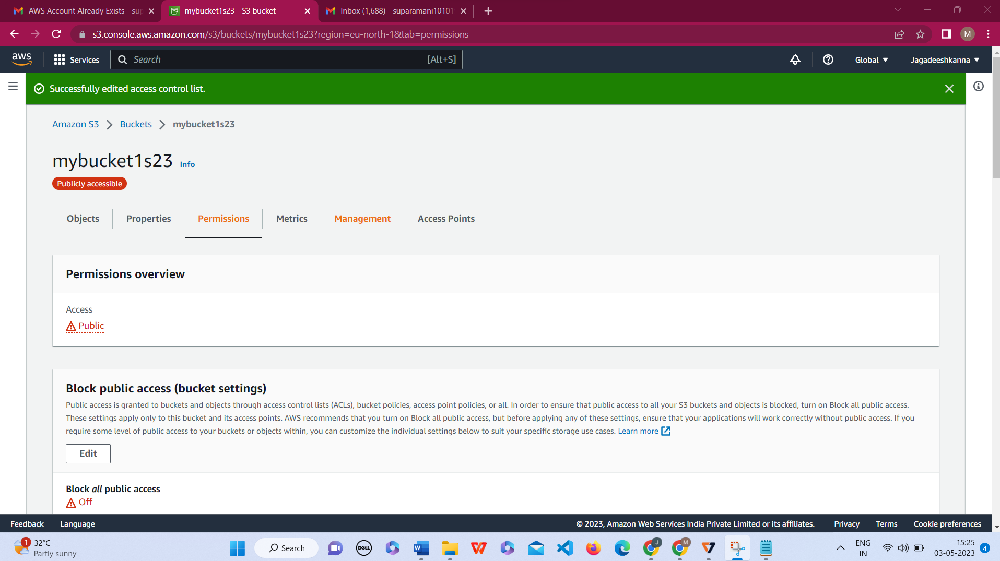 AWS Account Already Exists - sup
mybucket1s23 - S3 bucket
Inbox (1,688) - suparamani10101
s3.console.aws.amazon.com/s3/buckets/mybucket1s23?region=eu-north-1&tab=permissions
M
aws
Services
Search
[Alt+S]
Global
Jagadeeshkanna
Successfully edited access control list.
Amazon S3
Buckets
mybucket1s23
mybucket1s23 Info
Publicly accessible
Objects
Properties
Permissions
Metrics
Management
Access Points
Permissions overview
Access
Public
Block public access (bucket settings)
Public access is granted to buckets and objects through access control lists (ACLs), bucket policies, access point policies, or all. In order to ensure that public access to all your S3 buckets and objects is blocked, turn on Block all public access.
These settings apply only to this bucket and its access points. AWS recommends that you turn on Block all public access, but before applying any of these settings, ensure that your applications will work correctly without public access. If you
require some level of public access to your buckets or objects within, you can customize the individual settings below to suit your specific storage use cases. Learn more
Edit
Block all public access
Off
Feedback
Language
© 2023, Amazon Web Services India Private Limited or its affiliates.
Privacy
Terms
Cookie preferences
1
32°C
Partly sunny
Search
DELL
W
J
M
ENG
IN
15:25
03-05-2023
4